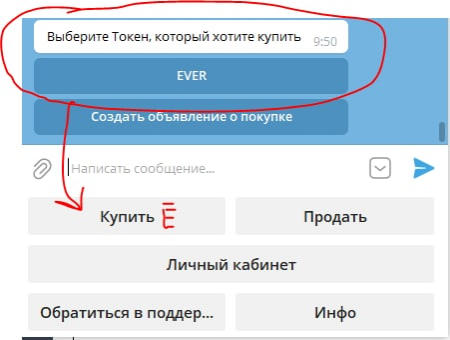 Выберите Токен, который хотите купить 9:50
EVER
Создать объявление о покупке
Написать сообщение...
Купить Ё Продать
Личный кабинет
Обратиться в поддер... Инфо